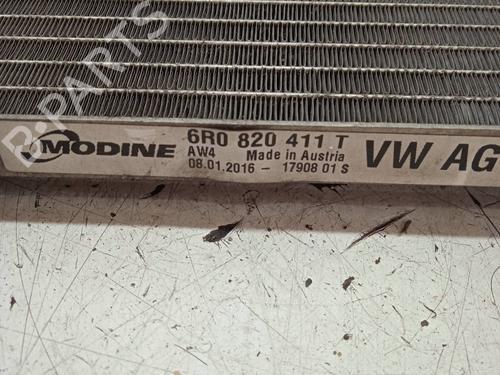 R-PARTS
MODINE 6R0 820 411 T VW AG
AW4 Made in Austria
08.01.2016 - 17908 01 S